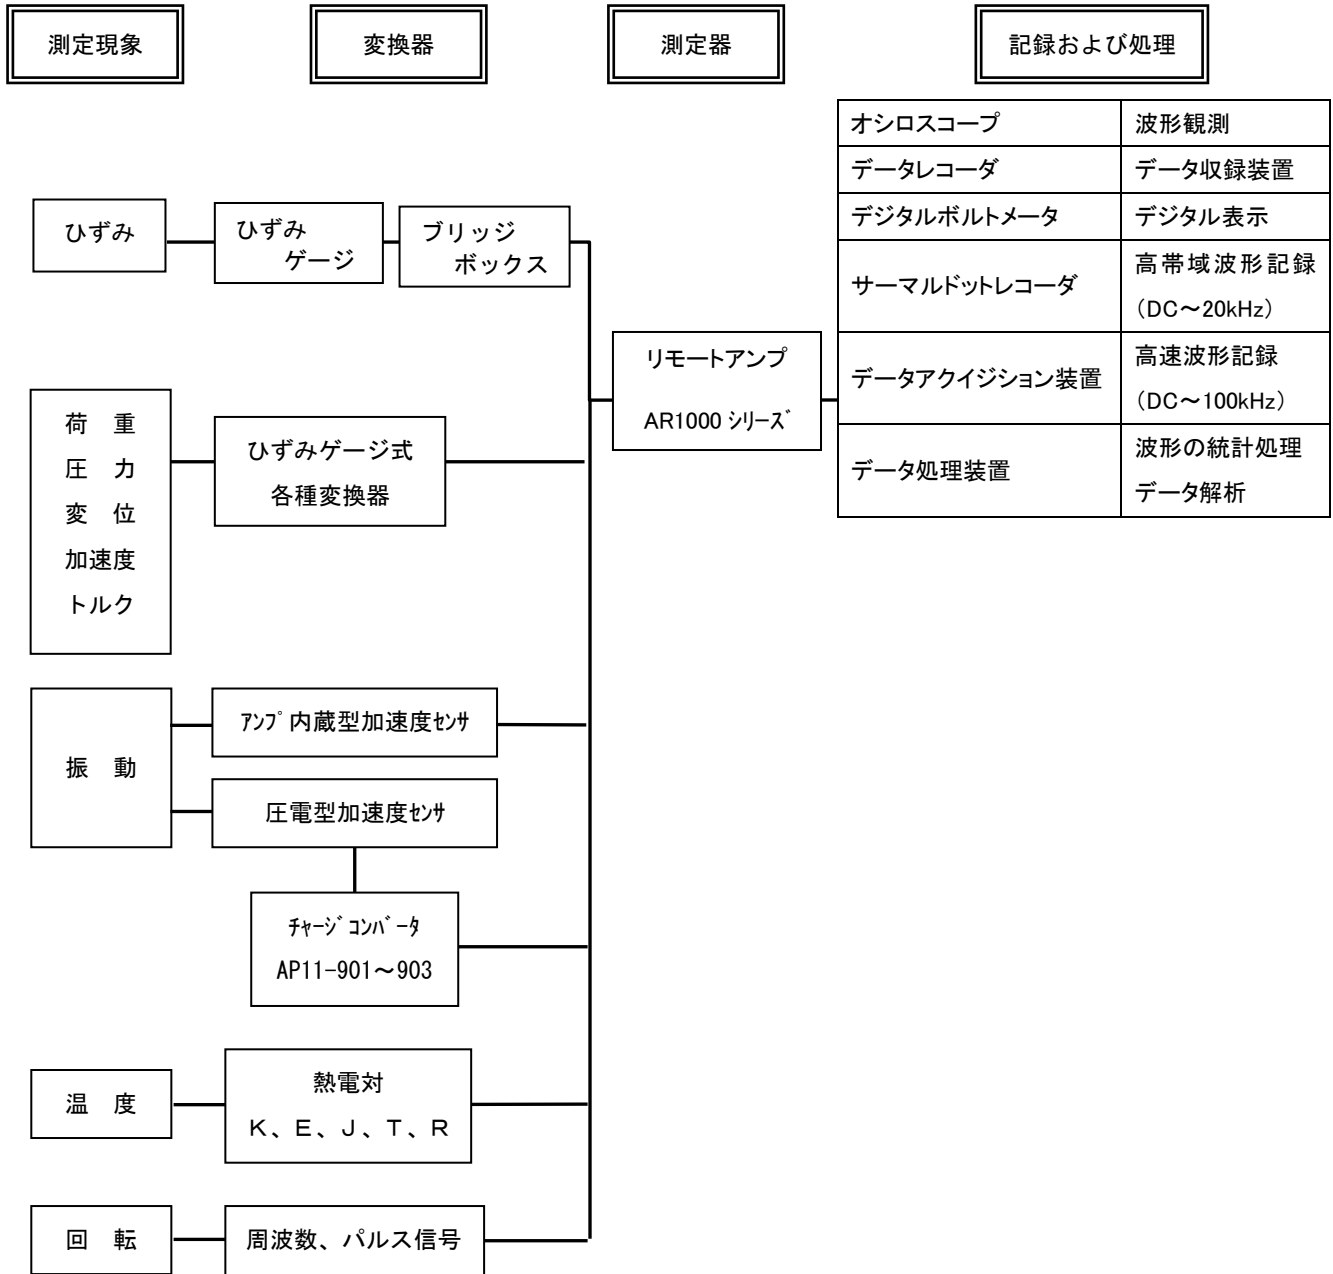 測定現象
変換器
測定器
記録および処理
オシロスコープ 波形観測
データレコーダ データ収録装置
デジタルボルトメータ デジタル表示
サーマルドットレコーダ
高帯域波形記録
(DC～20kHz)
データアクイジション装置
高速波形記録
(DC～100kHz)
データ処理装置
波形の統計処理
データ解析
ひずみ
ひずみ
ゲージ
ブリッジ
ボックス
リモートアンプ
AR1000 ｼﾘｰｽﾞ
荷　重
圧　力
変　位
加速度
トルク
ひずみゲージ式
各種変換器
振　動
ｱﾝﾌﾟ内蔵型加速度ｾﾝｻ
圧電型加速度ｾﾝｻ
ﾁｬｰｼﾞｺﾝﾊﾞｰﾀ
AP11-901～903
温　度
熱電対
Ｋ、Ｅ、Ｊ、Ｔ、Ｒ
回　転
周波数、パルス信号